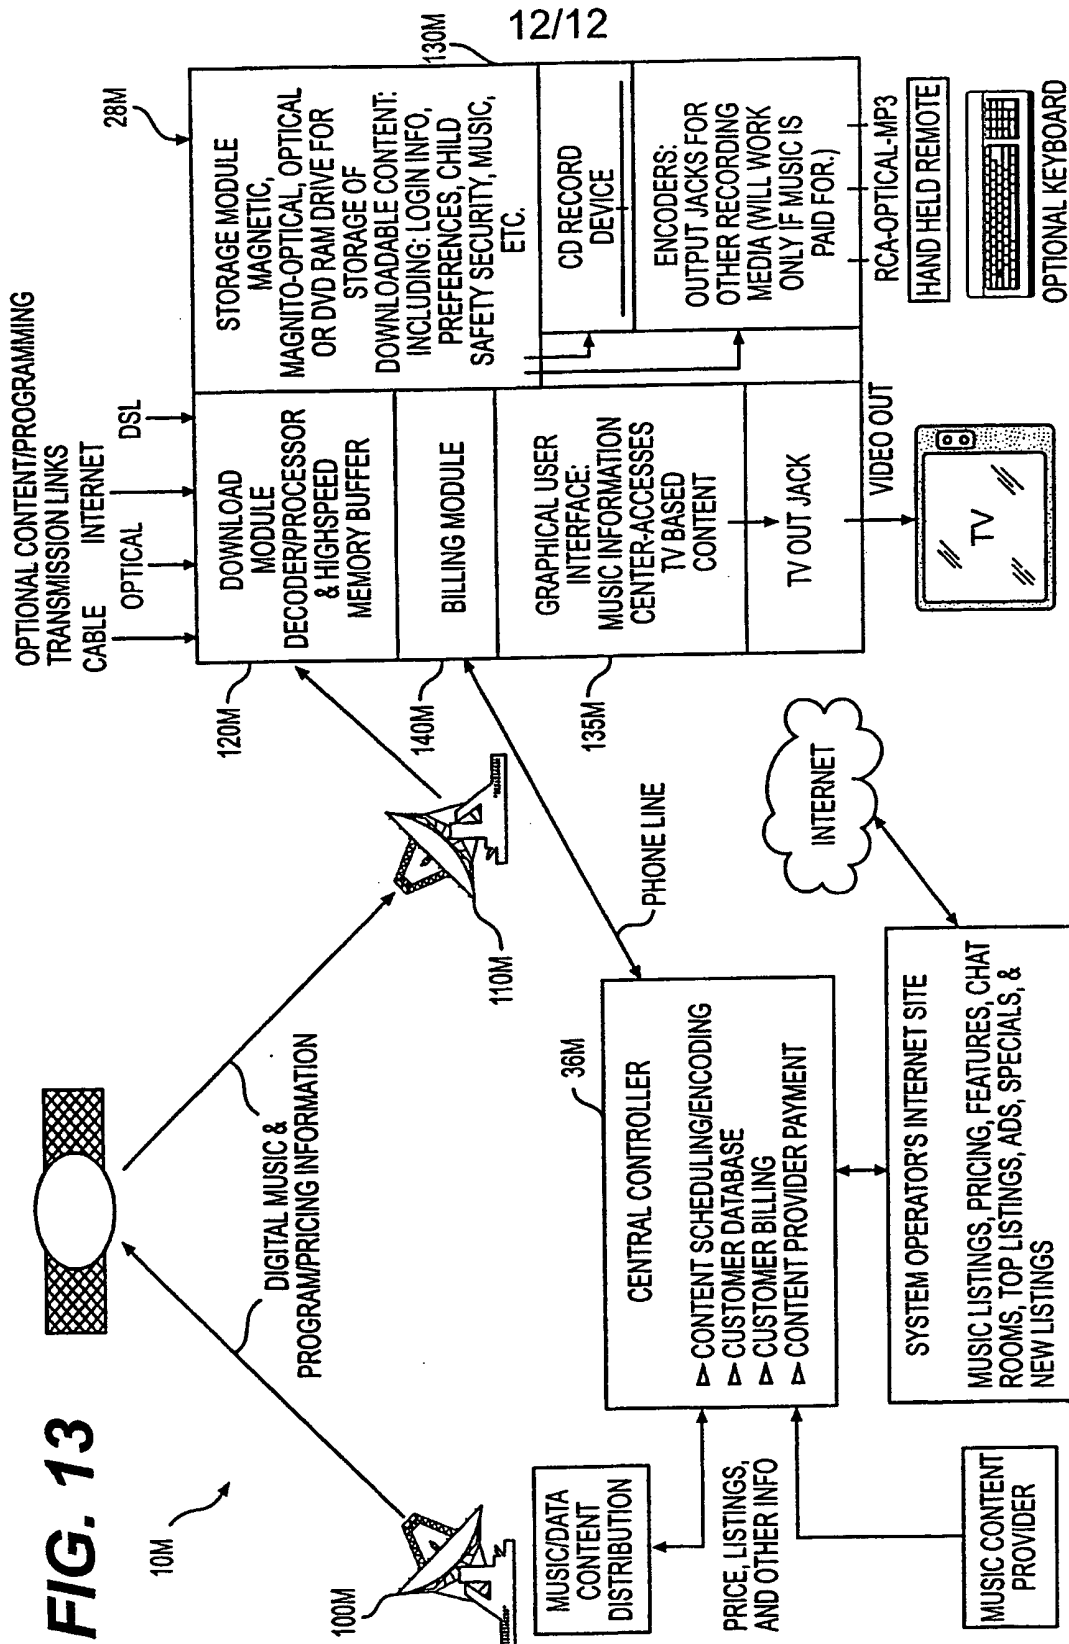 12/12
FIG. 13
10M
100M
DIGITAL MUSIC &
PROGRAM/PRICING INFORMATION
110M
MUSIC/DATA
CONTENT
DISTRIBUTION
PRICE, LISTINGS,
AND OTHER INFO
MUSIC CONTENT
PROVIDER
36M
CENTRAL CONTROLLER
CONTENT SCHEDULING/ENCODING
CUSTOMER DATABASE
CUSTOMER BILLING
CONTENT PROVIDER PAYMENT
PHONE LINE
SYSTEM OPERATOR'S INTERNET SITE
MUSIC LISTINGS, PRICING, FEATURES, CHAT
ROOMS, TOP LISTINGS, ADS, SPECIALS, &
NEW LISTINGS
INTERNET
OPTIONAL CONTENT/PROGRAMMING
TRANSMISSION LINKS
CABLE INTERNET
OPTICAL DSL
28M
120M
DOWNLOAD
MODULE
DECODER/PROCESSOR
& HIGHSPEED
MEMORY BUFFER
140M
BILLING MODULE
135M
GRAPHICAL USER
INTERFACE:
MUSIC INFORMATION
CENTER-ACCESSES
TV BASED
CONTENT
TV OUT JACK
VIDEO OUT
TV
130M
STORAGE MODULE
MAGNETIC,
MAGNITO-OPTICAL, OPTICAL
OR DVD RAM DRIVE FOR
STORAGE OF
DOWNLOADABLE CONTENT:
INCLUDING: LOGIN INFO,
PREFERENCES, CHILD
SAFETY SECURITY, MUSIC,
ETC.
CD RECORD
DEVICE
ENCODERS:
OUTPUT JACKS FOR
OTHER RECORDING
MEDIA (WILL WORK
ONLY IF MUSIC IS
PAID FOR.)
RCA-OPTICAL-MP3
HAND HELD REMOTE
OPTIONAL KEYBOARD